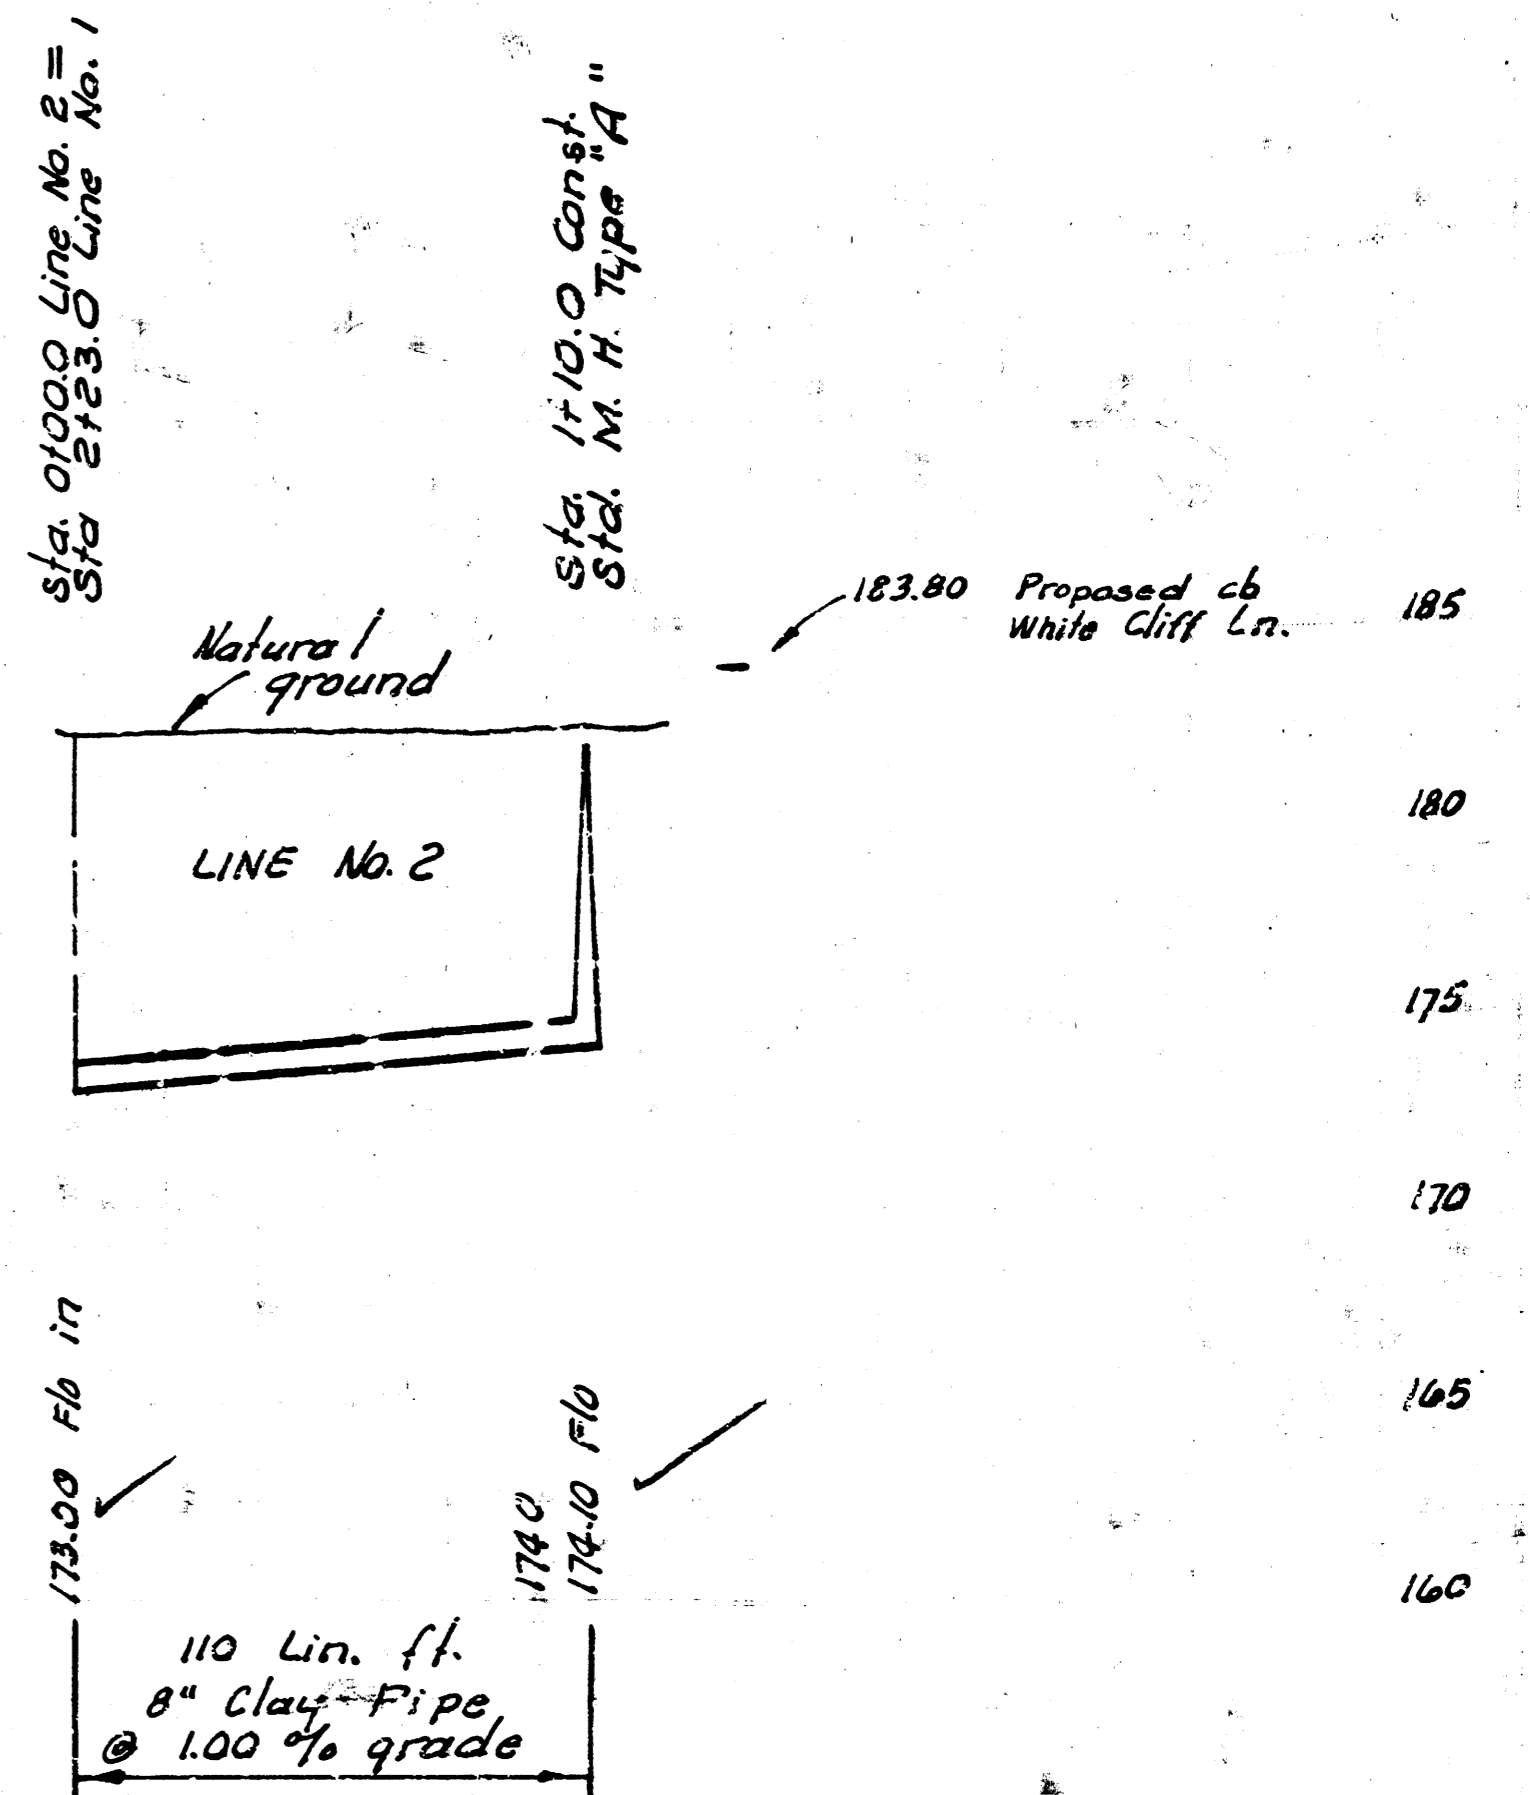 Sta. 0+00.0 Line No. 2 =
Sta 2+23.0 Line No. 1
Sta. 1+10.0 Const.
Std. M. H. Type "A"
183.80 Proposed cb
White Cliff Ln.
185
Natural
ground
180
LINE No. 2
175
170
165
173.00 Flo in
1740
174.10 Flo
160
110 Lin. ft.
8" Clay Pipe
@ 1.00 % grade